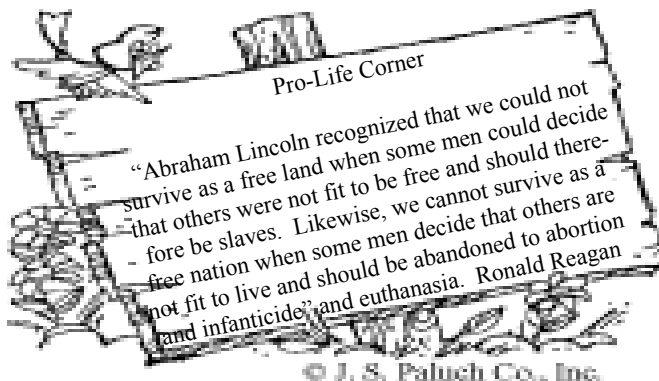 Pro-Life Corner
“Abraham Lincoln recognized that we could not
survive as a free land when some men could decide
that others were not fit to be free and should there-
fore be slaves. Likewise, we cannot survive as a
free nation when some men decide that others are
not fit to live and should be abandoned to abortion
and infanticide” and euthanasia. Ronald Reagan
© J. S. Paluch Co., Inc.